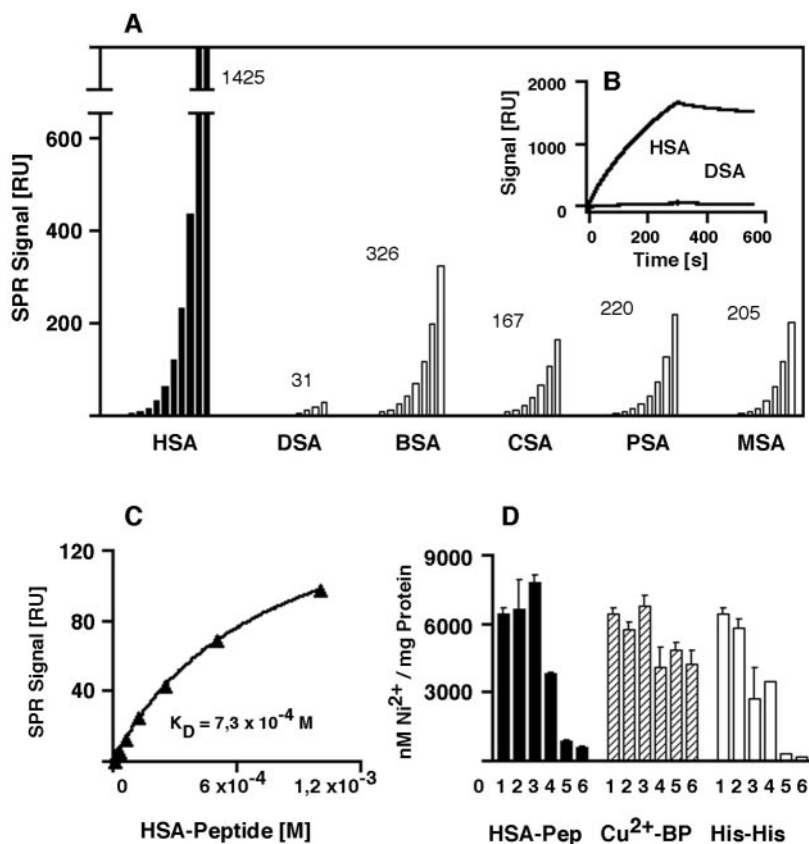 A
1425
600
400
200
SPR Signal [RU]
31
326
167
220
205
HSA DSA BSA CSA PSA MSA
B
2000
1000
0
Signal [RU]
HSA
DSA
0 200 400 600
Time [s]
C
120
80
40
0
SPR Signal [RU]
K_D = 7,3 x 10⁻⁴ M
0 6 x10⁻⁴ 1,2 x10⁻³
HSA-Peptide [M]
D
9000
6000
3000
nM Ni²⁺ / mg Protein
0 1 2 3 4 5 6 1 2 3 4 5 6 1 2 3 4 5 6
HSA-Pep Cu²⁺-BP His-His